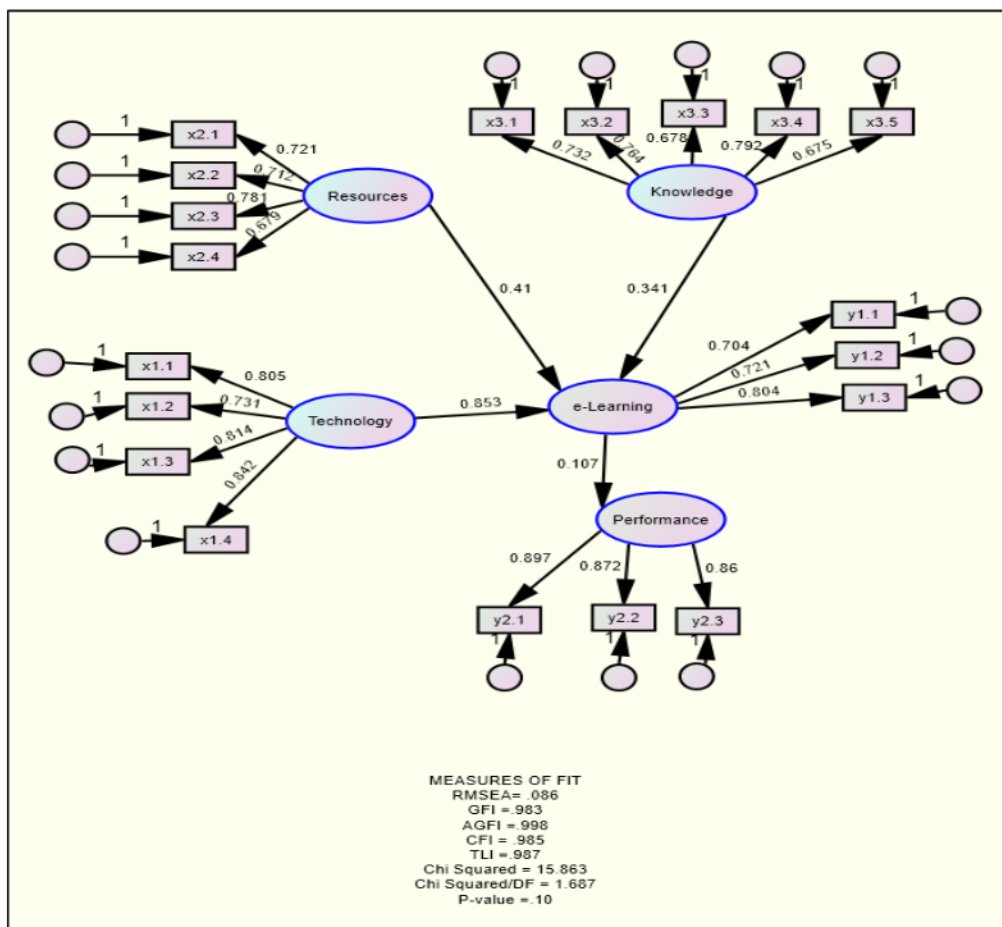 1
1
1
1
1
x3.1
x3.2
x3.3
x3.4
x3.5
0.732
0.764
0.678
0.792
0.675
Knowledge
1
x2.1
0.721
1
x2.2
0.712
1
x2.3
0.781
1
x2.4
0.679
Resources
0.41
0.341
1
x1.1
0.805
1
x1.2
0.731
1
x1.3
0.814
1
x1.4
0.842
Technology
0.853
e-Learning
0.704
y1.1
1
0.721
y1.2
1
0.804
y1.3
1
0.107
Performance
0.897
0.872
0.86
y2.1
y2.2
y2.3
1
1
1
MEASURES OF FIT
RMSEA= .086
GFI =.983
AGFI =.998
CFI = .985
TLI =.987
Chi Squared = 15.863
Chi Squared/DF = 1.687
P-value =.10